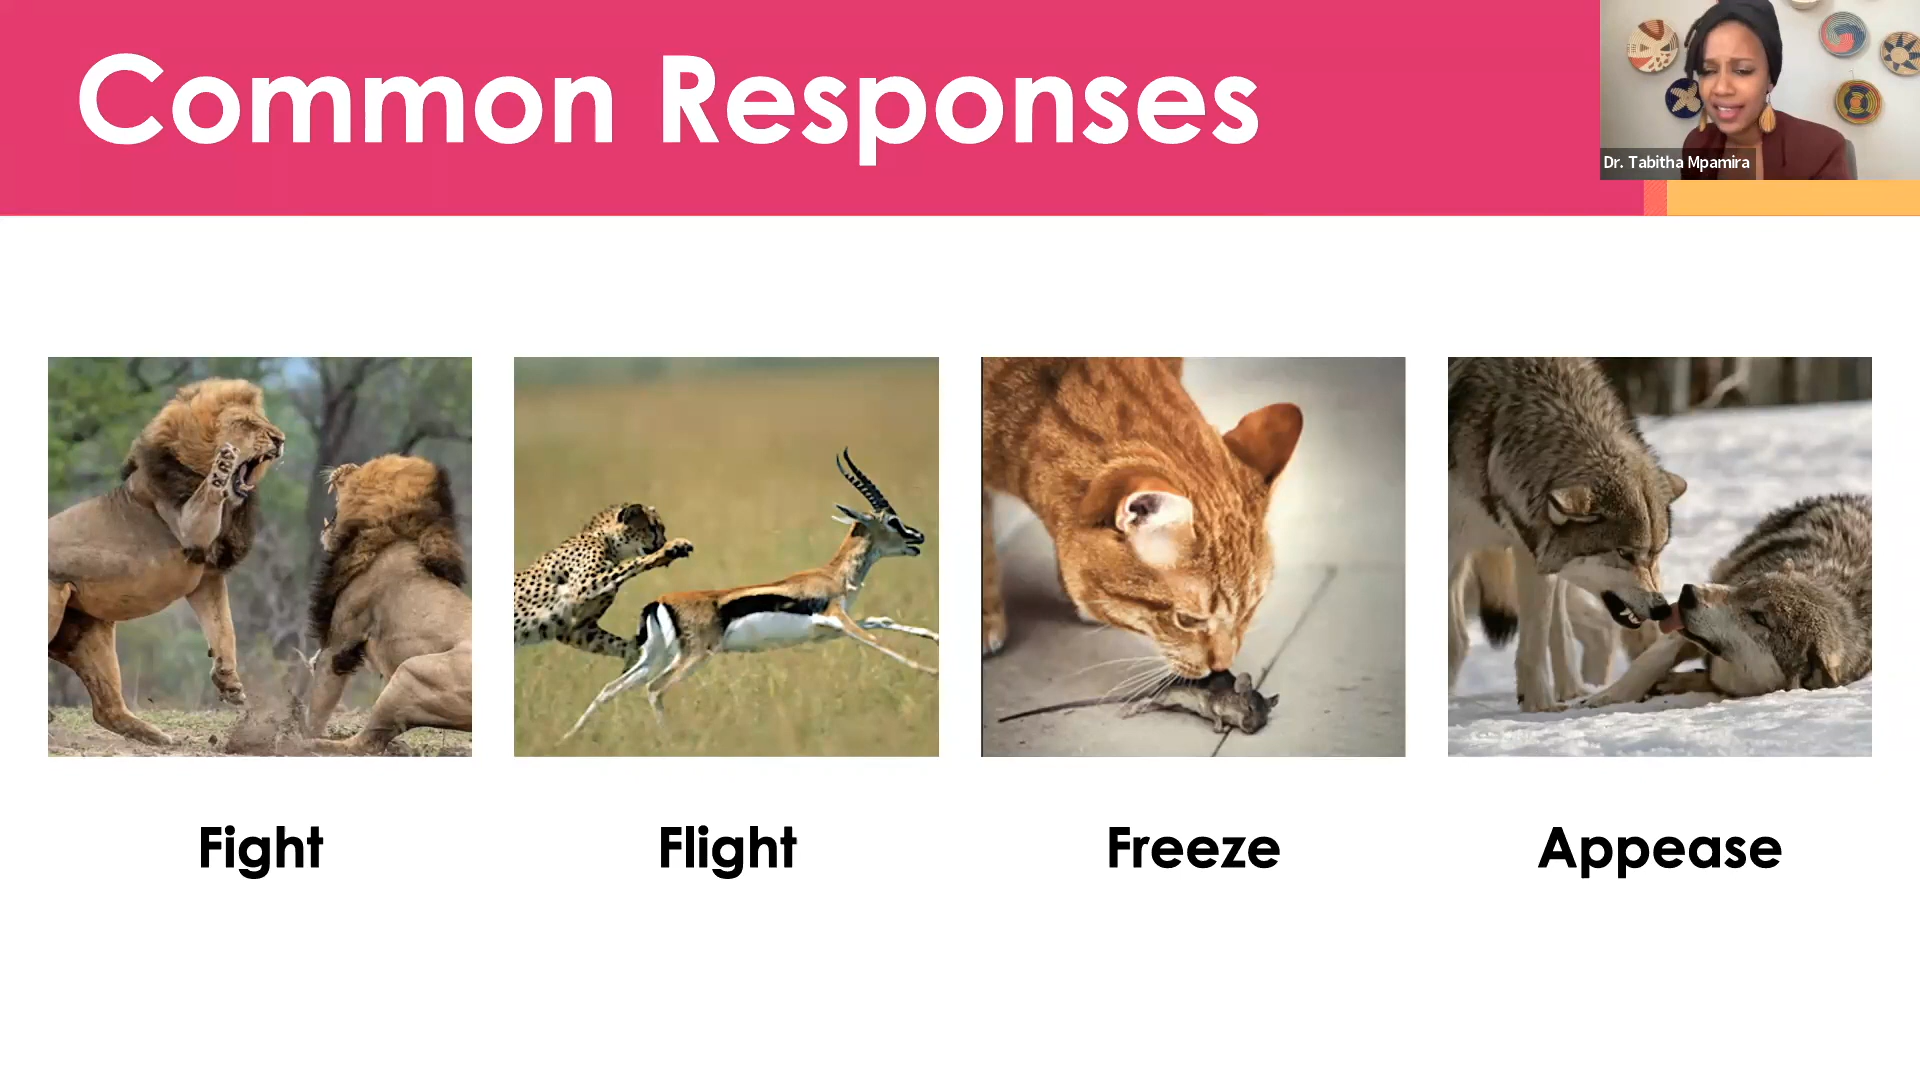 Common Responses
Dr. Tabitha Mpamira
Fight
Flight
Freeze
Appease